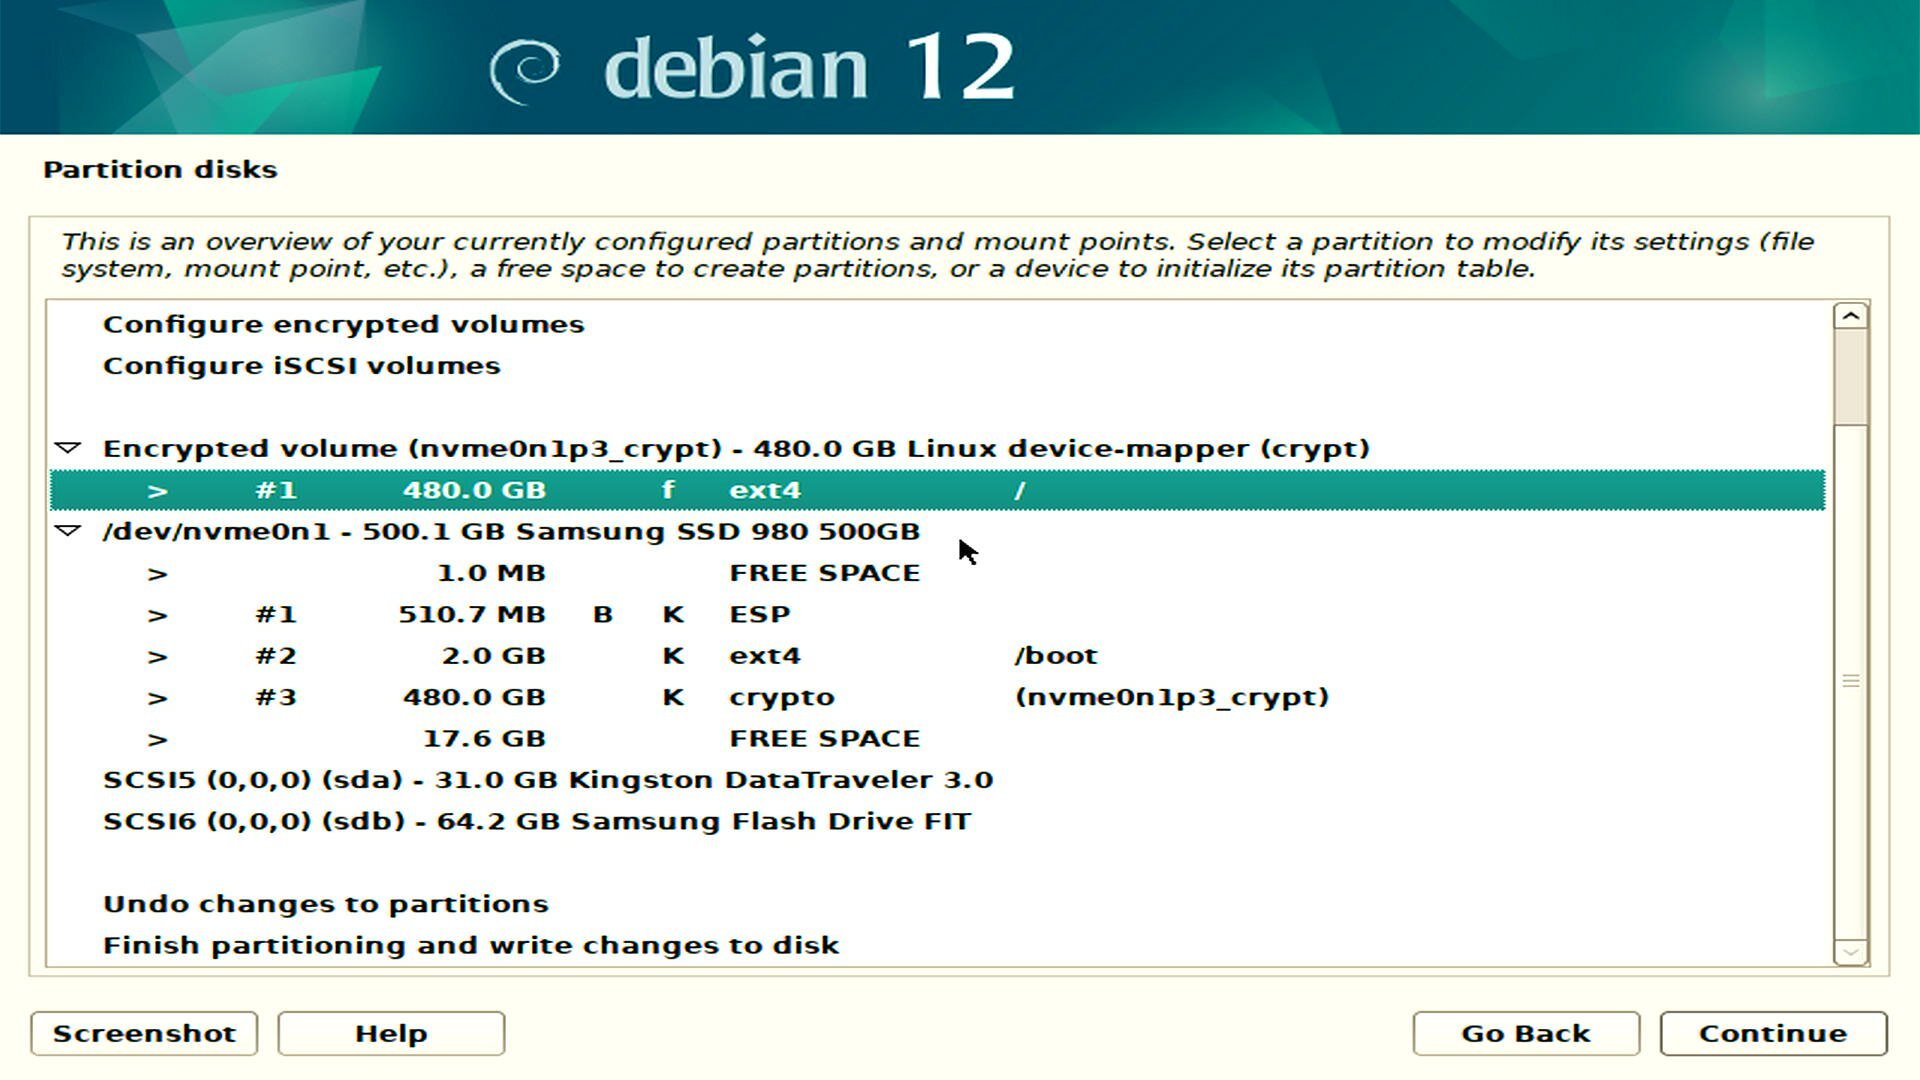 debian 12
Partition disks
This is an overview of your currently configured partitions and mount points. Select a partition to modify its settings (file
system, mount point, etc.), a free space to create partitions, or a device to initialize its partition table.
Configure encrypted volumes
Configure iSCSI volumes
Encrypted volume (nvme0n1p3_crypt) - 480.0 GB Linux device-mapper (crypt)
> #1 480.0 GB f ext4 /
/dev/nvme0n1 - 500.1 GB Samsung SSD 980 500GB
> 1.0 MB FREE SPACE
> #1 510.7 MB B K ESP
> #2 2.0 GB K ext4 /boot
> #3 480.0 GB K crypto (nvme0n1p3_crypt)
> 17.6 GB FREE SPACE
SCSI5 (0,0,0) (sda) - 31.0 GB Kingston DataTraveler 3.0
SCSI6 (0,0,0) (sdb) - 64.2 GB Samsung Flash Drive FIT
Undo changes to partitions
Finish partitioning and write changes to disk
Screenshot Help Go Back Continue